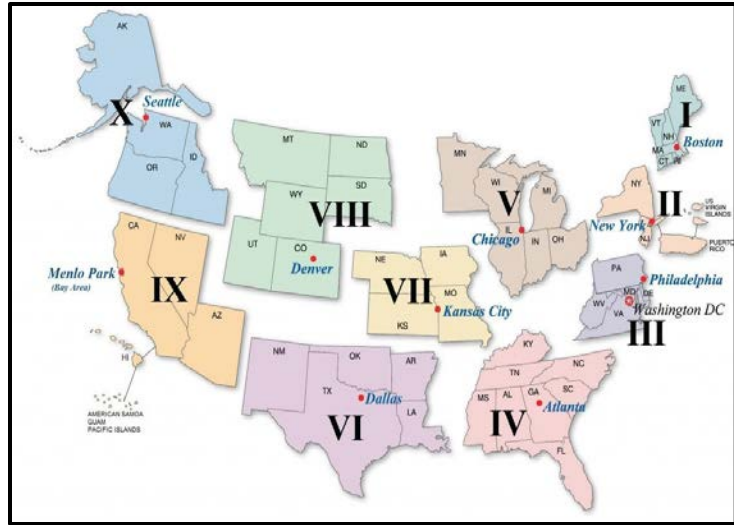 AK
X
Seattle
WA
OR
ID
MT
ND
WY
SD
VIII
UT
CO
Denver
MN
WI
MI
V
IL
IN
OH
Chicago
ME
I
VT
NH
MA
CT
RI
Boston
NY
II
US
VIRGIN
ISLANDS
New York
NJ
PUERTO
RICO
CA
NV
Menlo Park
(Bay Area)
IX
AZ
HI
AMERICAN SAMOA
GUAM
PACIFIC ISLANDS
NE
IA
VII
MO
Kansas City
KS
PA
Philadelphia
MD
DE
WV
VA
Washington DC
III
NM
OK
AR
TX
Dallas
LA
VI
KY
TN
NC
MS
AL
GA
SC
Atlanta
IV
FL